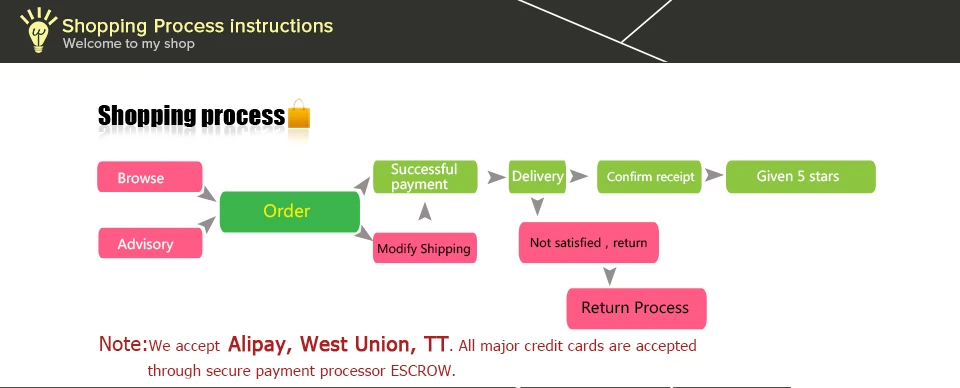 Shopping Process instructions
Welcome to my shop
Shopping process
Browse
Advisory
Order
Successful
payment
Modify Shipping
Delivery
Confirm receipt
Given 5 stars
Not satisfied , return
Return Process
Note:We accept Alipay, West Union, TT. All major credit cards are accepted
through secure payment processor ESCROW.